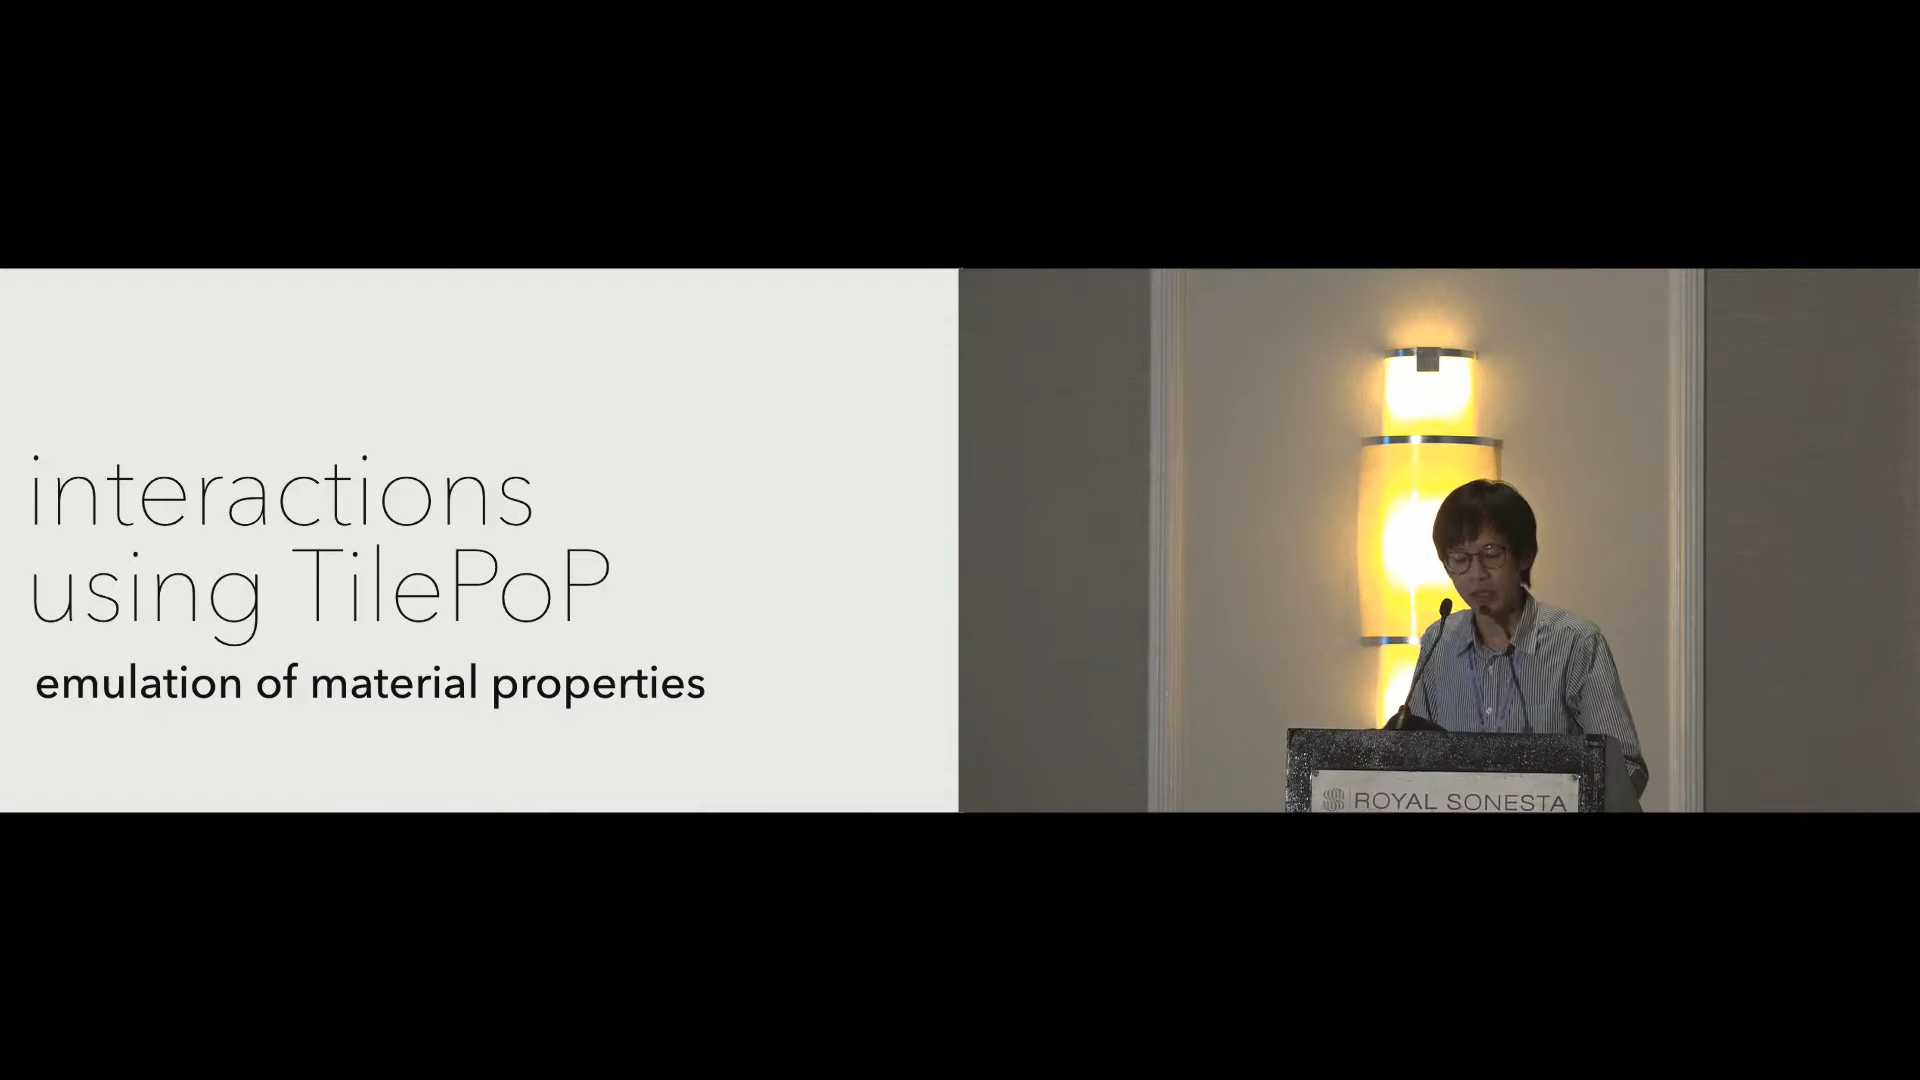 interactions
using TilePoP
emulation of material properties
ROYAL SONESTA